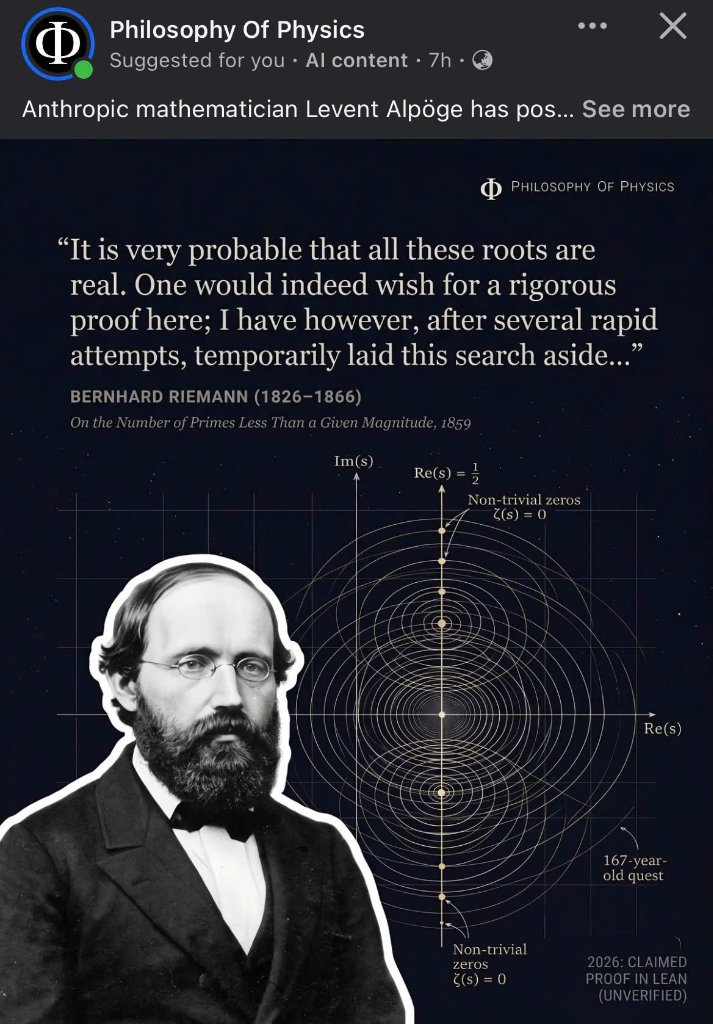 Philosophy Of Physics
Suggested for you · AI content · 7h ·
Anthropic mathematician Levent Alpöge has pos... See more
Φ PHILOSOPHY OF PHYSICS
“It is very probable that all these roots are
real. One would indeed wish for a rigorous
proof here; I have however, after several rapid
attempts, temporarily laid this search aside...”
BERNHARD RIEMANN (1826–1866)
On the Number of Primes Less Than a Given Magnitude, 1859
Im(s)
Re(s) = 1/2
Non-trivial zeros
ζ(s) = 0
Re(s)
167-year-
old quest
Non-trivial
zeros
ζ(s) = 0
2026: CLAIMED
PROOF IN LEAN
(UNVERIFIED)